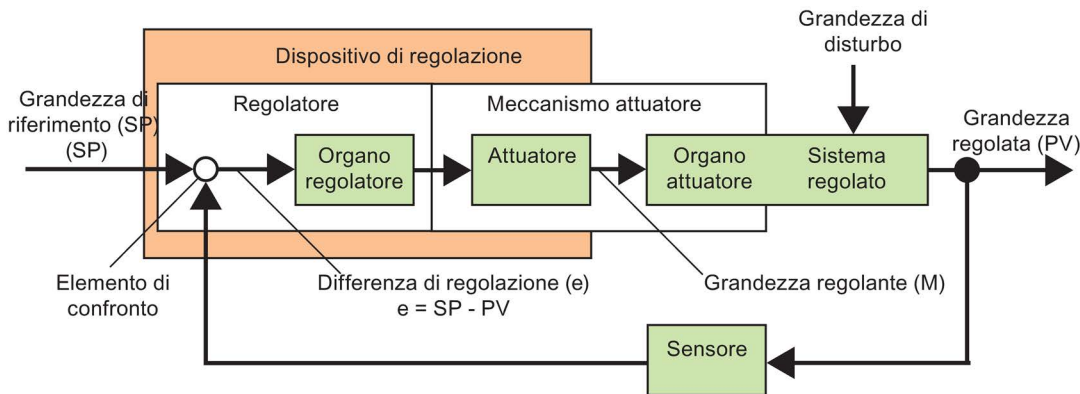 Grandezza di
disturbo
Dispositivo di regolazione
Grandezza di
riferimento (SP)
(SP)
Regolatore
Meccanismo attuatore
Grandezza
regolata (PV)
Organo
regolatore
Attuatore
Organo
attuatore
Sistema
regolato
Elemento di
confronto
Differenza di regolazione (e)
e = SP - PV
Grandezza regolante (M)
Sensore